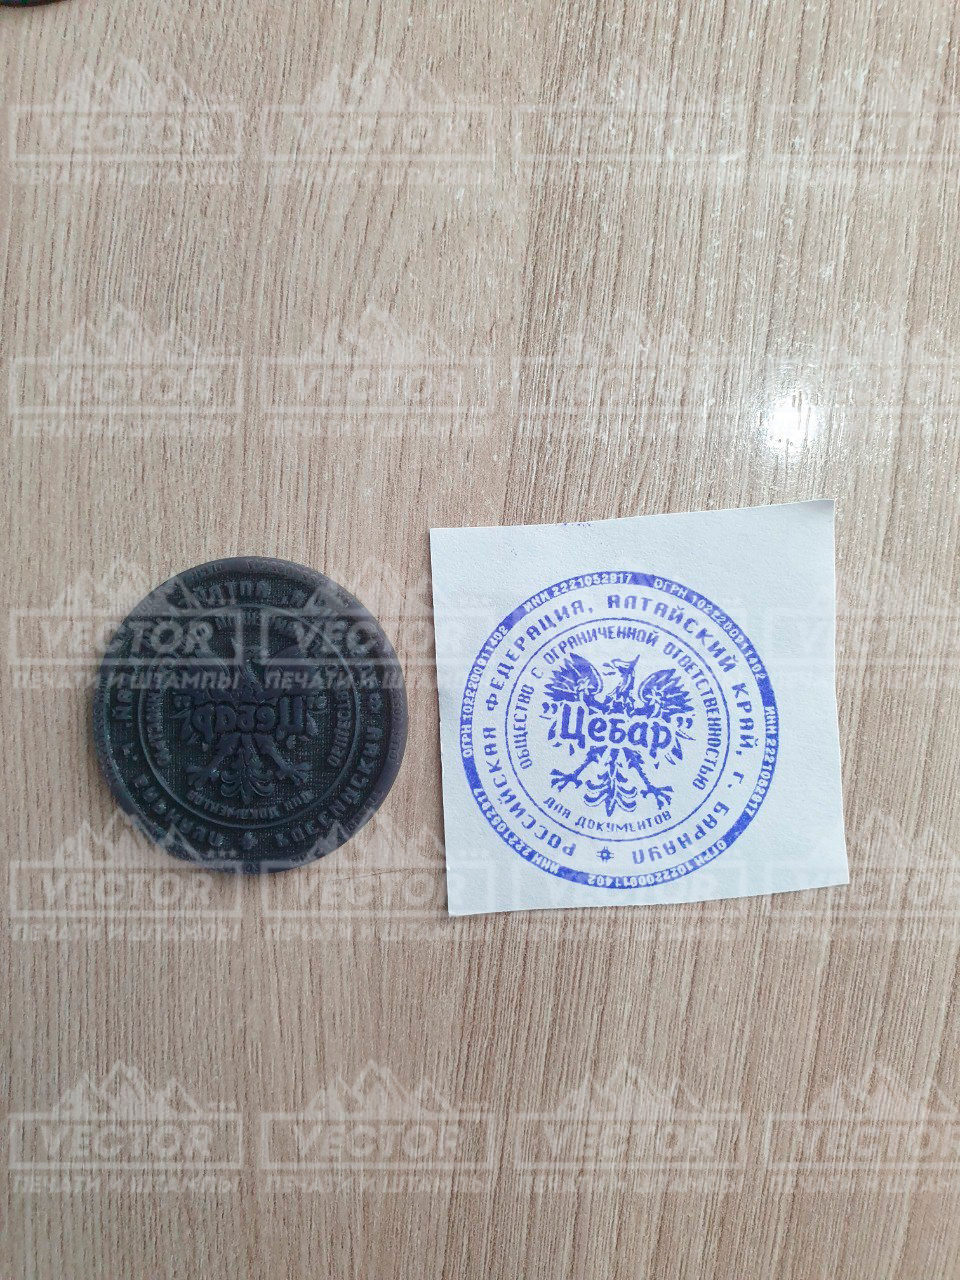 VECTOR
ПЕЧАТИ И ШТАМПЫ
ИНН 2221052817 ОГРН 1022200911402 ИНН 2221052817 ОГРН 1022200911402 ИНН 2221052817 ОГРН 1022200911402
РОССИЙСКАЯ ФЕДЕРАЦИЯ, АЛТАЙСКИЙ КРАЙ, Г. БАРНАУЛ
ОБЩЕСТВО С ОГРАНИЧЕННОЙ ОТВЕТСТВЕННОСТЬЮ
"Цебар"
Для документов